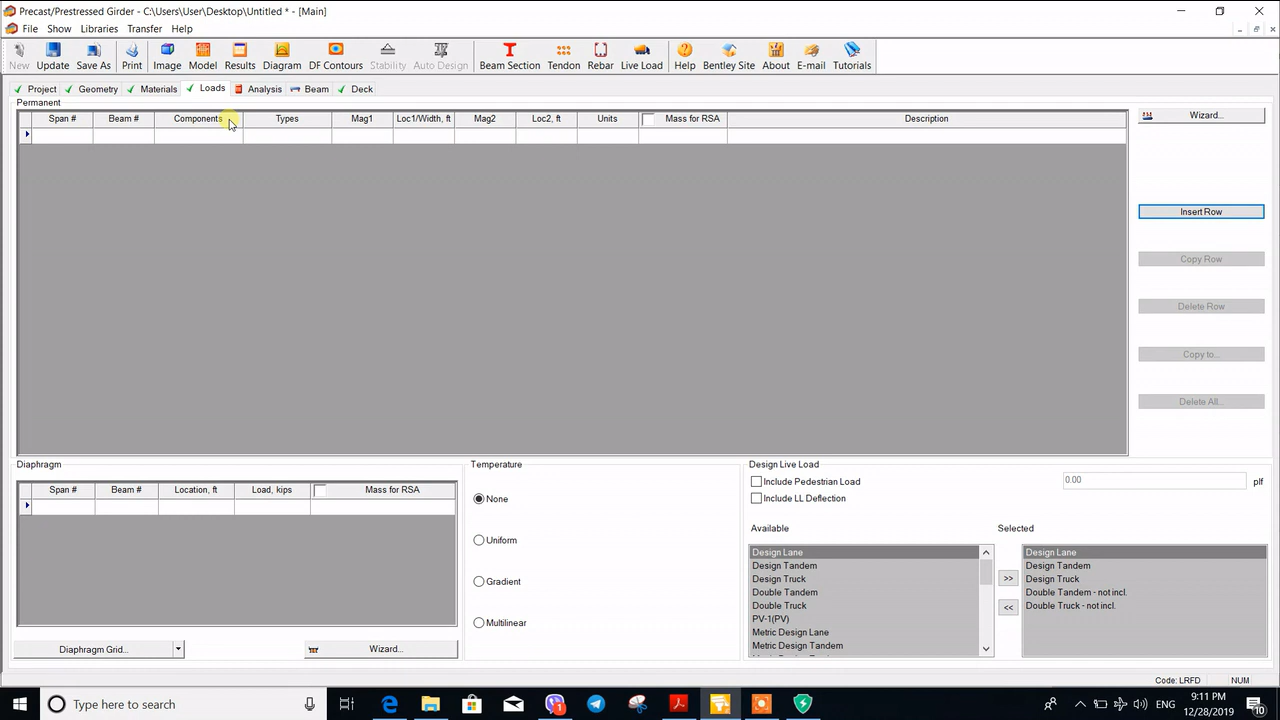 Precast/Prestressed Girder - C:\Users\User\Desktop\Untitled * - [Main]
File Show Libraries Transfer Help
New Update Save As Print Image Model Results Diagram DF Contours Stability Auto Design Beam Section Tendon Rebar Live Load Help Bentley Site About E-mail Tutorials
Project Geometry Materials Loads Analysis Beam Deck
Permanent
Span # Beam # Components Types Mag1 Loc1/Width, ft Mag2 Loc2, ft Units Mass for RSA Description
Wizard...
Insert Row
Copy Row
Delete Row
Copy to...
Delete All...
Diaphragm
Span # Beam # Location, ft Load, kips Mass for RSA
Diaphragm Grid...
Wizard...
Temperature
None
Uniform
Gradient
Multilinear
Design Live Load
Include Pedestrian Load 0.00 plf
Include LL Deflection
Available
Design Lane
Design Tandem
Design Truck
Double Tandem
Double Truck
PV-1(PV)
Metric Design Lane
Metric Design Tandem
>>
<<
Selected
Design Lane
Design Tandem
Design Truck
Double Tandem - not incl.
Double Truck - not incl.
Code: LRFD NUM
Type here to search
ENG
9:11 PM
12/28/2019
10